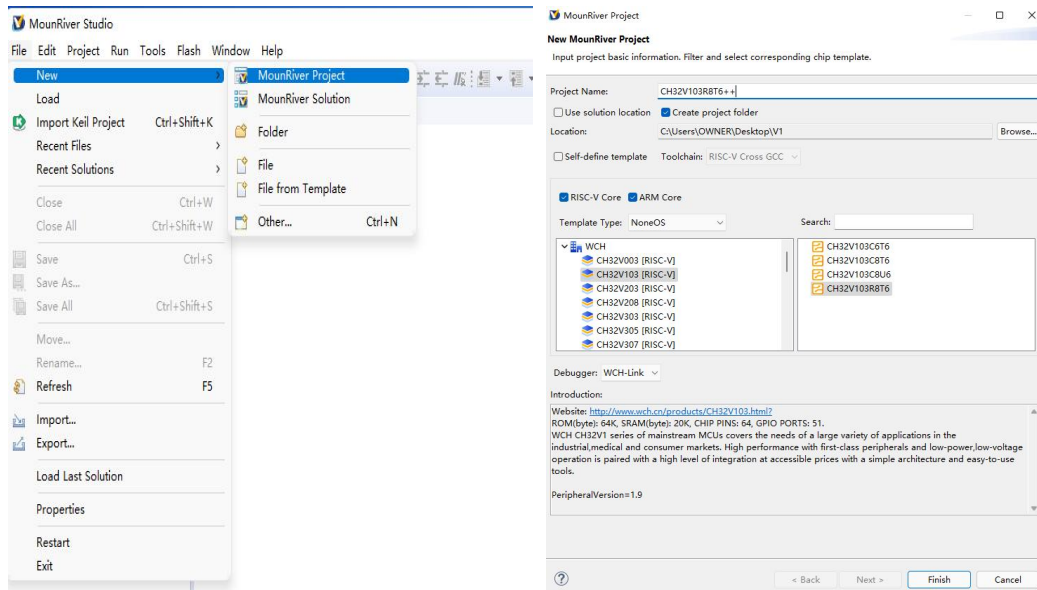 MounRiver Studio
File Edit Project Run Tools Flash Window Help
New
Load
Import Keil Project Ctrl+Shift+K
Recent Files
Recent Solutions
Close Ctrl+W
Close All Ctrl+Shift+W
Save Ctrl+S
Save As...
Save All Ctrl+Shift+S
Move...
Rename... F2
Refresh F5
Import...
Export...
Load Last Solution
Properties
Restart
Exit
MounRiver Project
MounRiver Solution
Folder
File
File from Template
Other... Ctrl+N
MounRiver Project
New MounRiver Project
Input project basic information. Filter and select corresponding chip template.
Project Name: CH32V103R8T6++
Use solution location Create project folder
Location: C:\Users\OWNER\Desktop\V1 Browse...
Self-define template Toolchain: RISC-V Cross GCC
RISC-V Core ARM Core
Template Type: NoneOS Search:
WCH
CH32V003 [RISC-V]
CH32V103 [RISC-V]
CH32V203 [RISC-V]
CH32V208 [RISC-V]
CH32V303 [RISC-V]
CH32V305 [RISC-V]
CH32V307 [RISC-V]
CH32V103C6T6
CH32V103C8T6
CH32V103C8U6
CH32V103R8T6
Debugger: WCH-Link
Introduction:
Website: http://www.wch.cn/products/CH32V103.html?
ROM(byte): 64K, SRAM(byte): 20K, CHIP PINS: 64, GPIO PORTS: 51.
WCH CH32V1 series of mainstream MCUs covers the needs of a large variety of applications in the
industrial,medical and consumer markets. High performance with first-class peripherals and low-power,low-voltage
operation is paired with a high level of integration at accessible prices with a simple architecture and easy-to-use
tools.
PeripheralVersion=1.9
? < Back Next > Finish Cancel